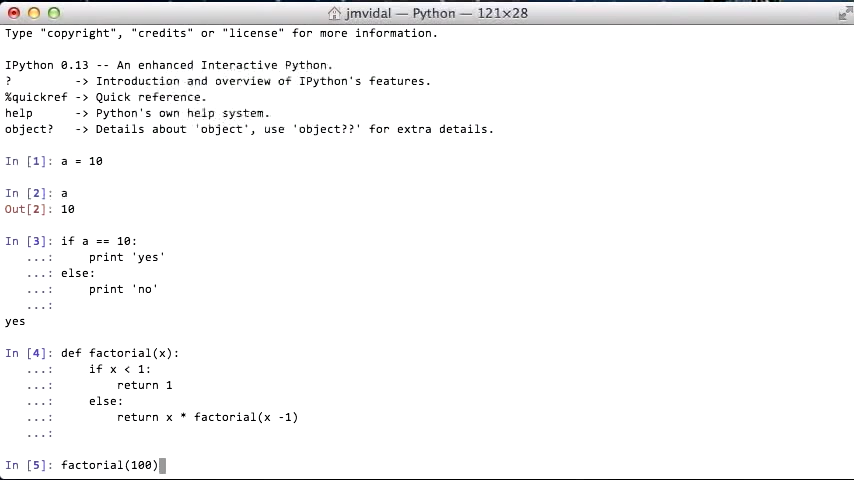 jmvidal — Python — 121×28
Type "copyright", "credits" or "license" for more information.
IPython 0.13 -- An enhanced Interactive Python.
?         -> Introduction and overview of IPython's features.
%quickref -> Quick reference.
help      -> Python's own help system.
object?   -> Details about 'object', use 'object??' for extra details.
In [1]: a = 10
In [2]: a
Out[2]: 10
In [3]: if a == 10:
   ...:     print 'yes'
   ...: else:
   ...:     print 'no'
   ...:
yes
In [4]: def factorial(x):
   ...:     if x < 1:
   ...:         return 1
   ...:     else:
   ...:         return x * factorial(x -1)
   ...:
In [5]: factorial(100)